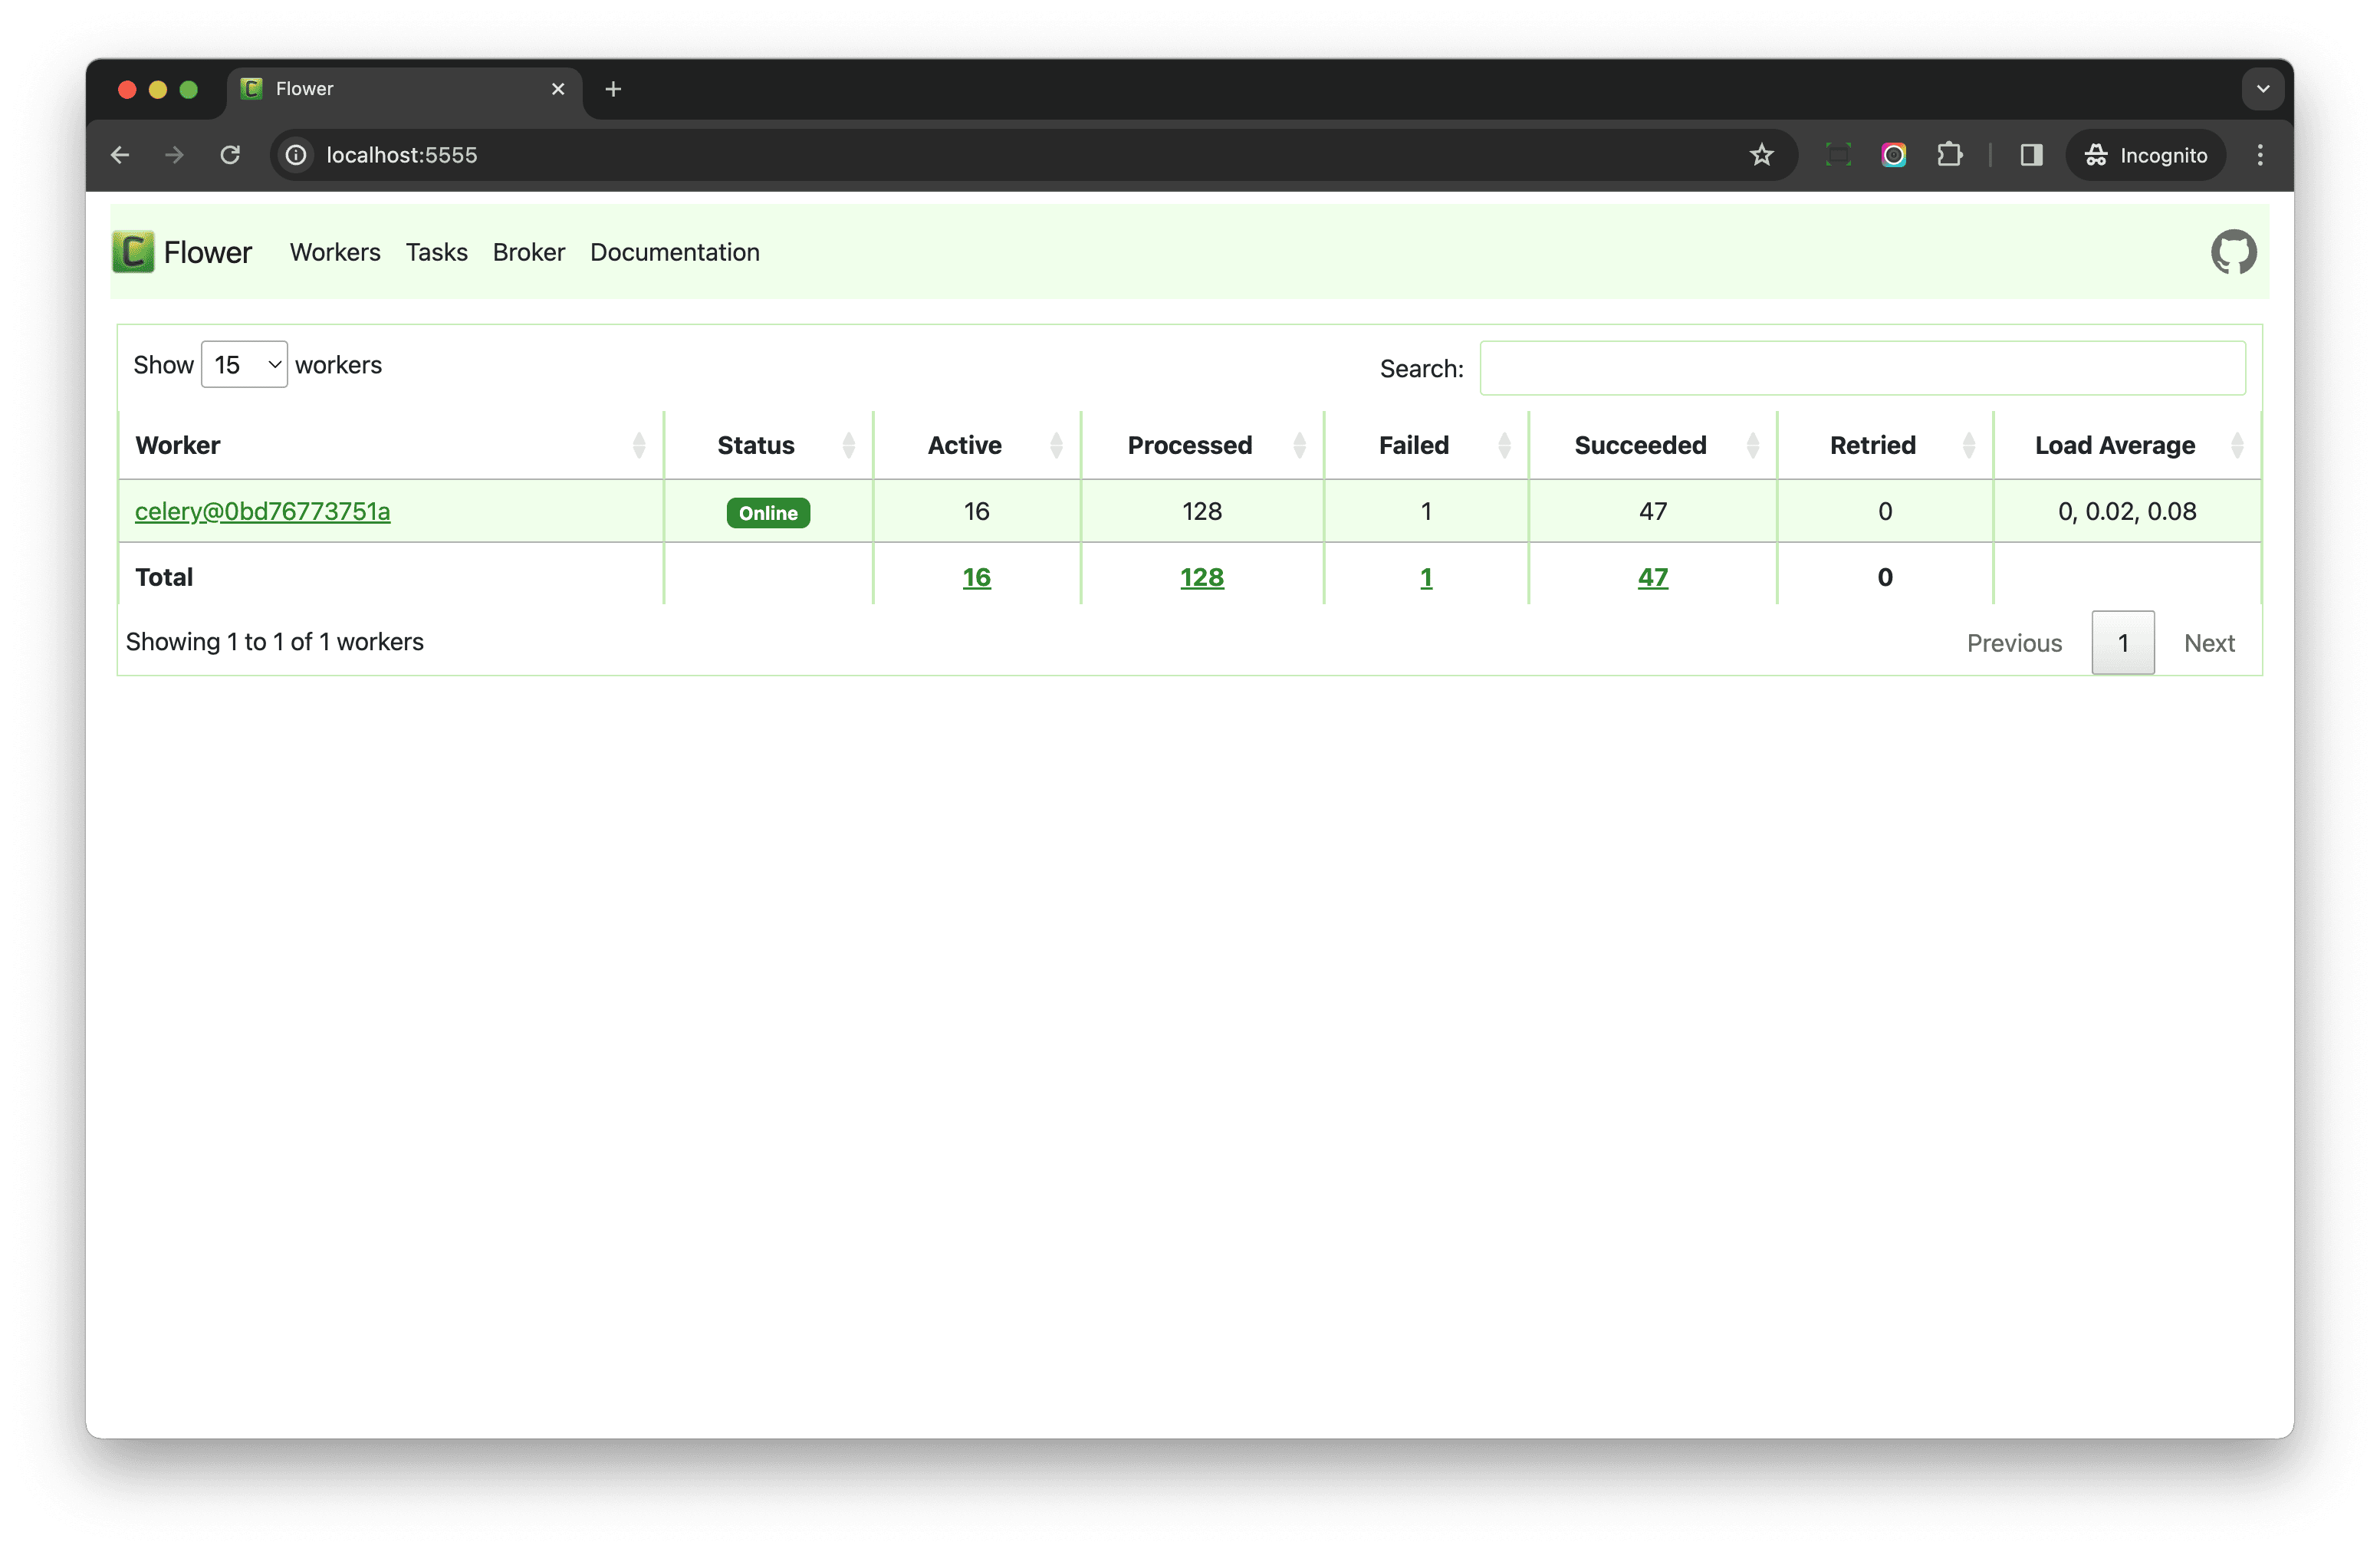 Flower
localhost:5555
Incognito
Flower Workers Tasks Broker Documentation
Show 15 workers
Search:
Worker Status Active Processed Failed Succeeded Retried Load Average
celery@0bd76773751a Online 16 128 1 47 0 0, 0.02, 0.08
Total 16 128 1 47 0
Showing 1 to 1 of 1 workers
Previous 1 Next